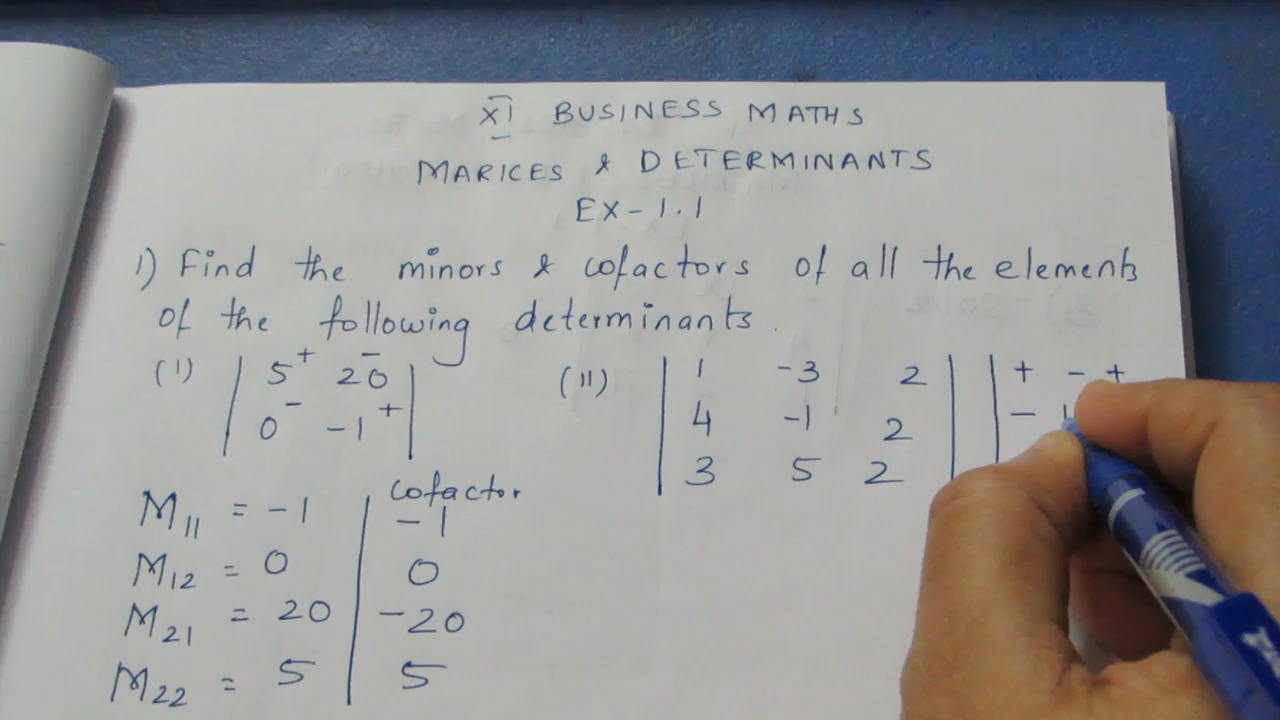 XI BUSINESS MATHS
MARICES & DETERMINANTS
EX-1.1
1) Find the minors & cofactors of all the elements
of the following determinants.
(i) | 5⁺ 20⁻ | (ii) | 1 -3 2 | | + - +
| 0⁻ -1⁺ | | 4 -1 2 | | -
| 3 5 2 |
cofactor
M11 = -1 | -1
M12 = 0 | 0
M21 = 20 | -20
M22 = 5 | 5